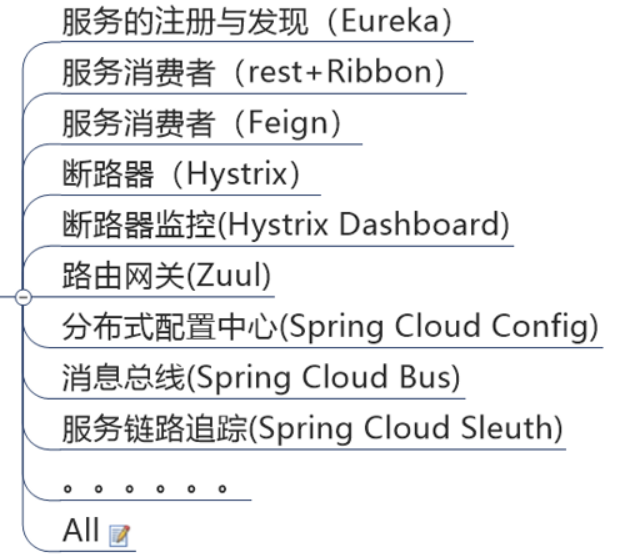 服务的注册与发现（Eureka）
服务消费者（rest+Ribbon）
服务消费者（Feign）
断路器（Hystrix）
断路器监控(Hystrix Dashboard)
路由网关(Zuul)
分布式配置中心(Spring Cloud Config)
消息总线(Spring Cloud Bus)
服务链路追踪(Spring Cloud Sleuth)
。。。。。。
All